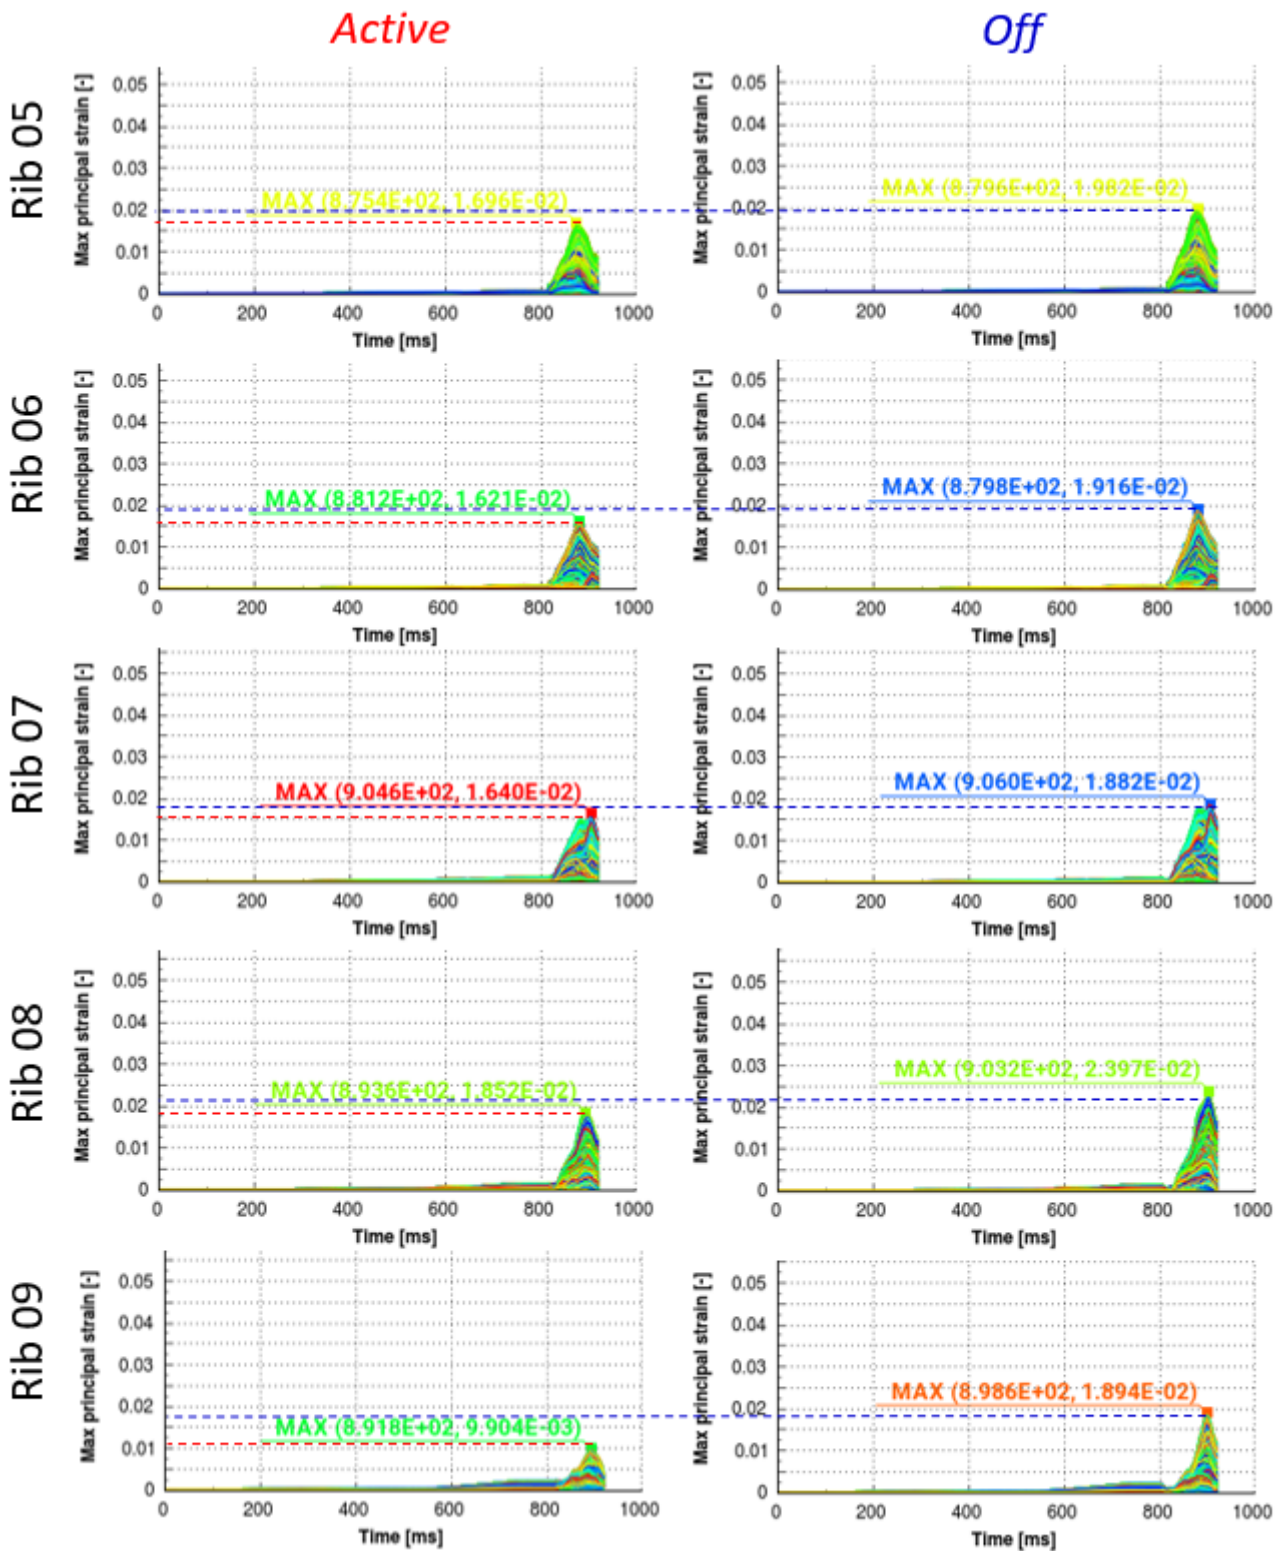 Active
Off
Rib 05
Max principal strain [-]
0.05
0.04
0.03
0.02
0.01
0
MAX (8.754E+02, 1.696E-02)
0 200 400 600 800 1000
Time [ms]
Max principal strain [-]
0.05
0.04
0.03
0.02
0.01
0
MAX (8.796E+02, 1.982E-02)
0 200 400 600 800 1000
Time [ms]
Rib 06
Max principal strain [-]
0.05
0.04
0.03
0.02
0.01
0
MAX (8.812E+02, 1.621E-02)
0 200 400 600 800 1000
Time [ms]
Max principal strain [-]
0.05
0.04
0.03
0.02
0.01
0
MAX (8.798E+02, 1.916E-02)
0 200 400 600 800 1000
Time [ms]
Rib 07
Max principal strain [-]
0.05
0.04
0.03
0.02
0.01
0
MAX (9.046E+02, 1.640E-02)
0 200 400 600 800 1000
Time [ms]
Max principal strain [-]
0.05
0.04
0.03
0.02
0.01
0
MAX (9.060E+02, 1.882E-02)
0 200 400 600 800 1000
Time [ms]
Rib 08
Max principal strain [-]
0.05
0.04
0.03
0.02
0.01
0
MAX (8.936E+02, 1.852E-02)
0 200 400 600 800 1000
Time [ms]
Max principal strain [-]
0.05
0.04
0.03
0.02
0.01
0
MAX (9.032E+02, 2.397E-02)
0 200 400 600 800 1000
Time [ms]
Rib 09
Max principal strain [-]
0.05
0.04
0.03
0.02
0.01
0
MAX (8.918E+02, 9.904E-03)
0 200 400 600 800 1000
Time [ms]
Max principal strain [-]
0.05
0.04
0.03
0.02
0.01
0
MAX (8.986E+02, 1.894E-02)
0 200 400 600 800 1000
Time [ms]